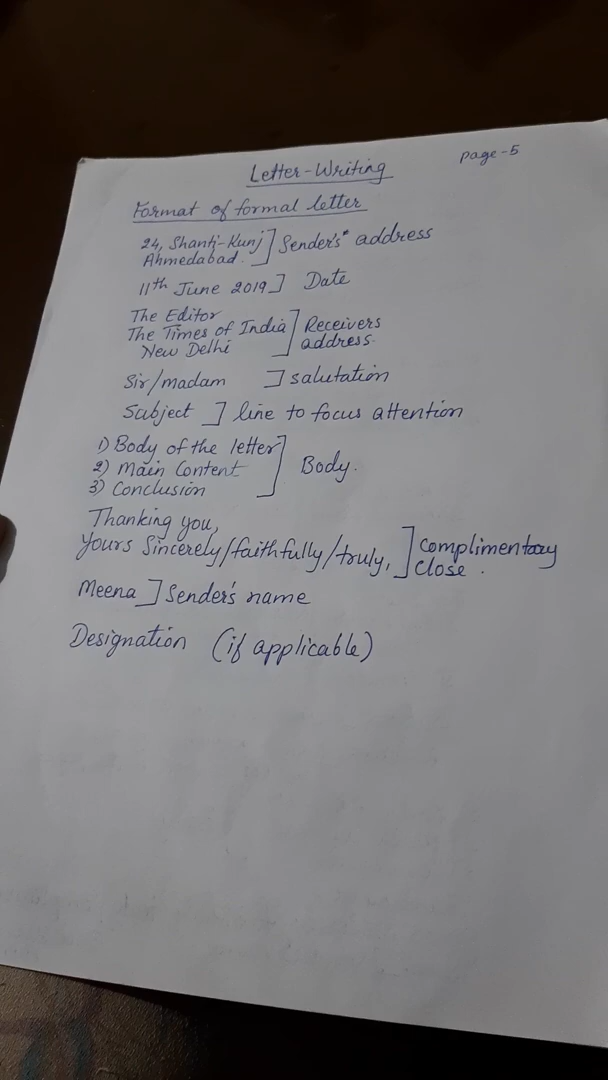 Letter-Writing page-5
Format of formal letter
24, Shanti-Kunj ] Sender's address
Ahmedabad.
11th June 2019 ] Date
The Editor
The Times of India ] Receivers
New Delhi address.
Sir/madam ] salutation
Subject ] line to focus attention
1) Body of the letter
2) Main Content ] Body.
3) Conclusion
Thanking you,
Yours Sincerely/faithfully/truly, ] Complimentary
Close.
Meena ] Sender's name
Designation (if applicable)